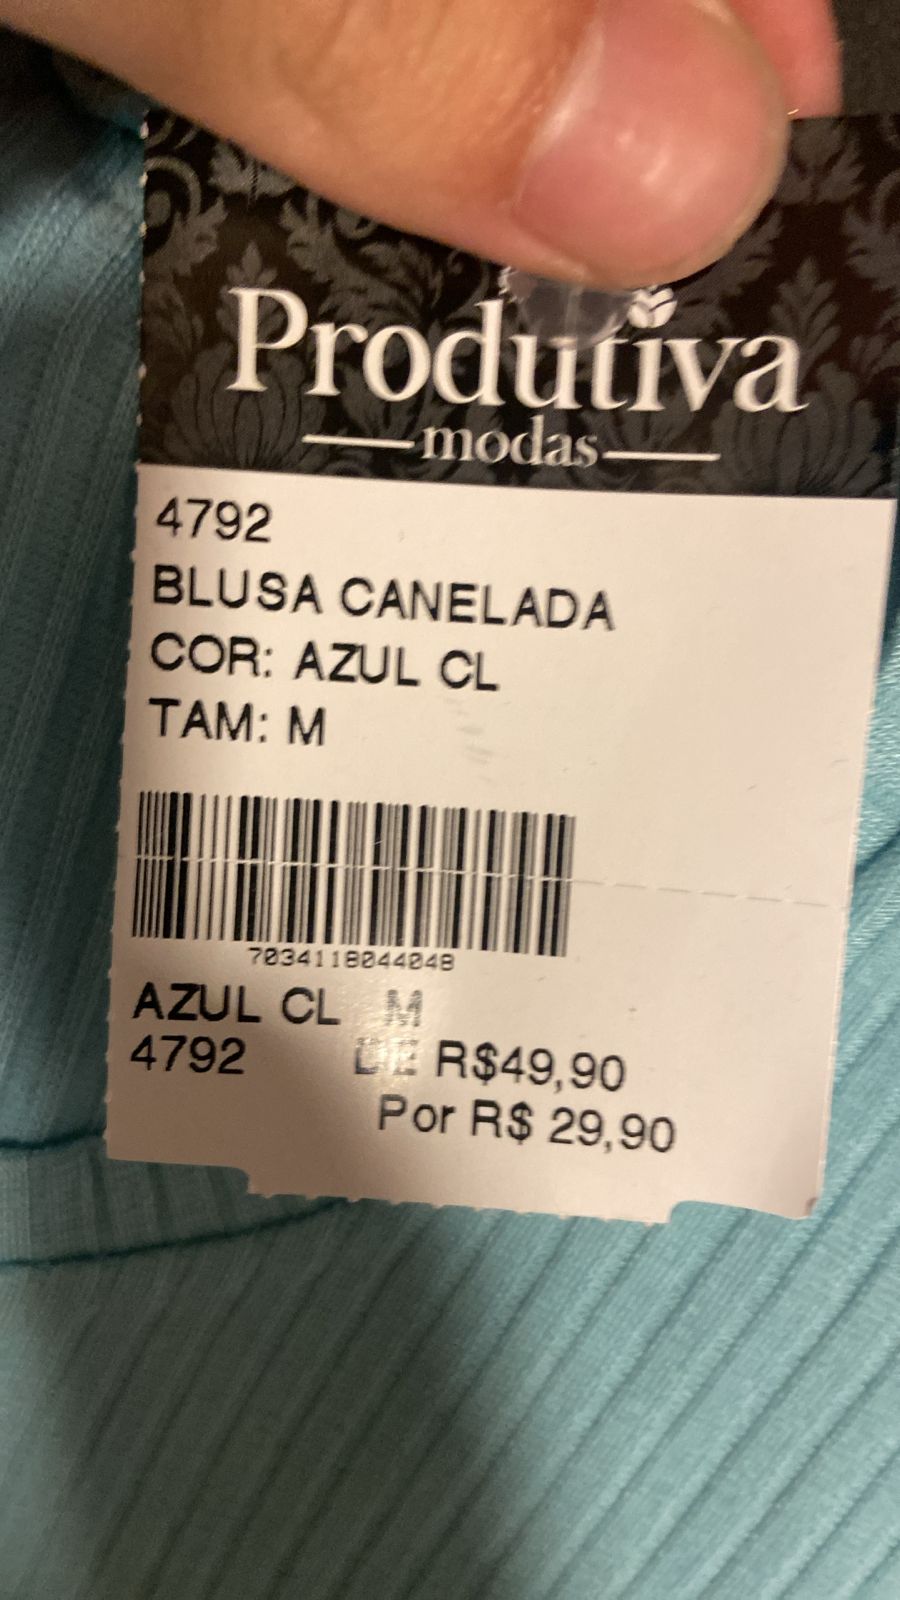 Produtiva
modas
4792
BLUSA CANELADA
COR: AZUL CL
TAM: M
7034118044048
AZUL CL M
4792 DE R$49,90
Por R$ 29,90